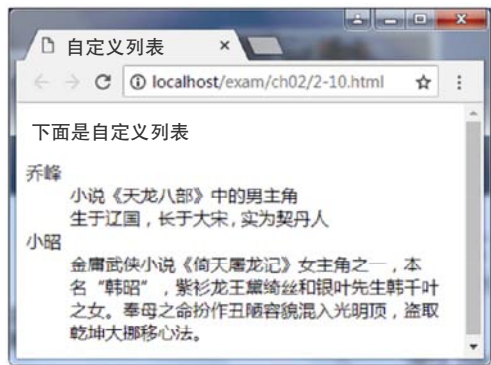 自定义列表
localhost/exam/ch02/2-10.html
下面是自定义列表
乔峰
小说《天龙八部》中的男主角
生于辽国，长于大宋，实为契丹人
小昭
金庸武侠小说《倚天屠龙记》女主角之一，本
名“韩昭”，紫衫龙王黛绮丝和银叶先生韩千叶
之女。奉母之命扮作丑陋容貌混入光明顶，盗取
乾坤大挪移心法。